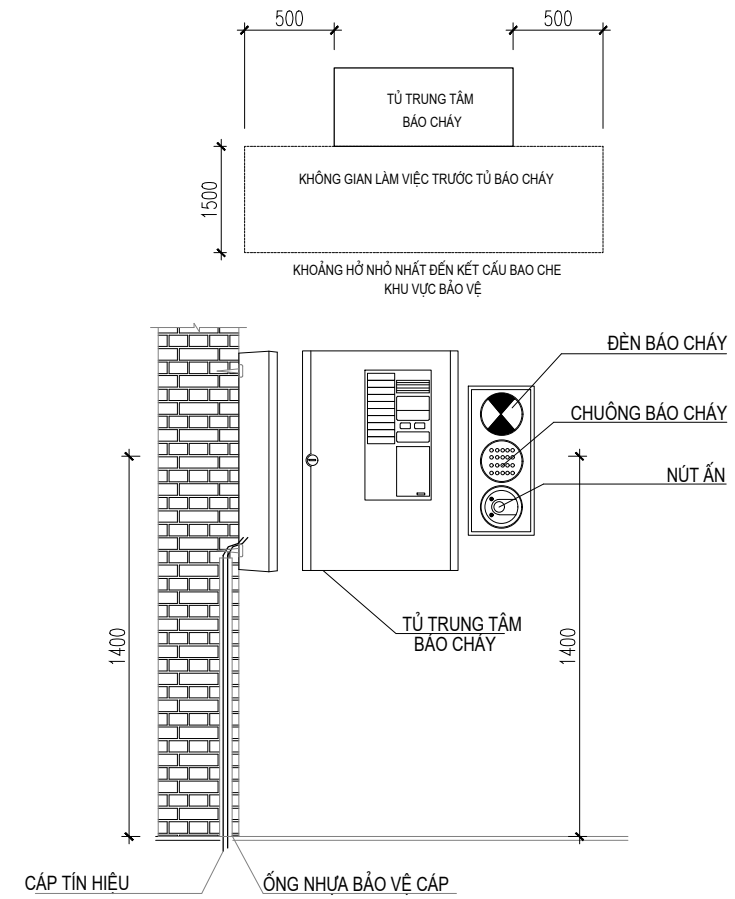 500
500
TỦ TRUNG TÂM
BÁO CHÁY
1500
KHÔNG GIAN LÀM VIỆC TRƯỚC TỦ BÁO CHÁY
KHOẢNG HỞ NHỎ NHẤT ĐẾN KẾT CẤU BAO CHE
KHU VỰC BẢO VỆ
ĐÈN BÁO CHÁY
CHUÔNG BÁO CHÁY
NÚT ẤN
TỦ TRUNG TÂM
BÁO CHÁY
1400
1400
CÁP TÍN HIỆU
ỐNG NHỰA BẢO VỆ CÁP